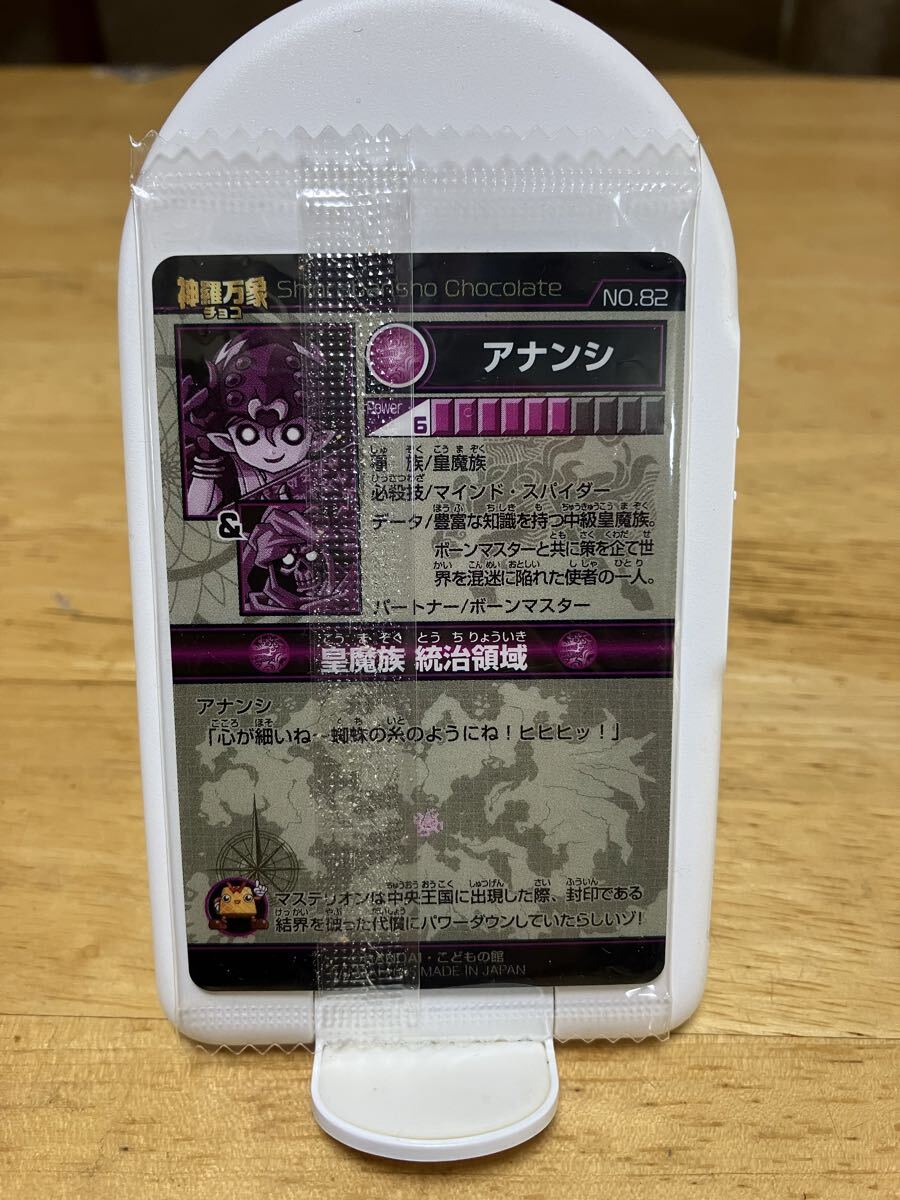 神羅万象
チョコ
Chocolate
NO.82
アナンシ
Power
6
族/皇魔族
必殺技/マインド・スパイダー
データ/豊富な知識を持つ中級皇魔族。
ボーンマスターと共に策を企て世
界を混迷に陥れた使者の一人。
&
パートナー/ボーンマスター
皇魔族 統治領域
アナンシ
「心が細いね…蜘蛛の糸のようにね!ヒヒヒッ!」
マステリオンは中央王国に出現した際、封印である
結界を破った代償にパワーダウンしていたらしいゾ!
BANDAI・こどもの館
MADE IN JAPAN